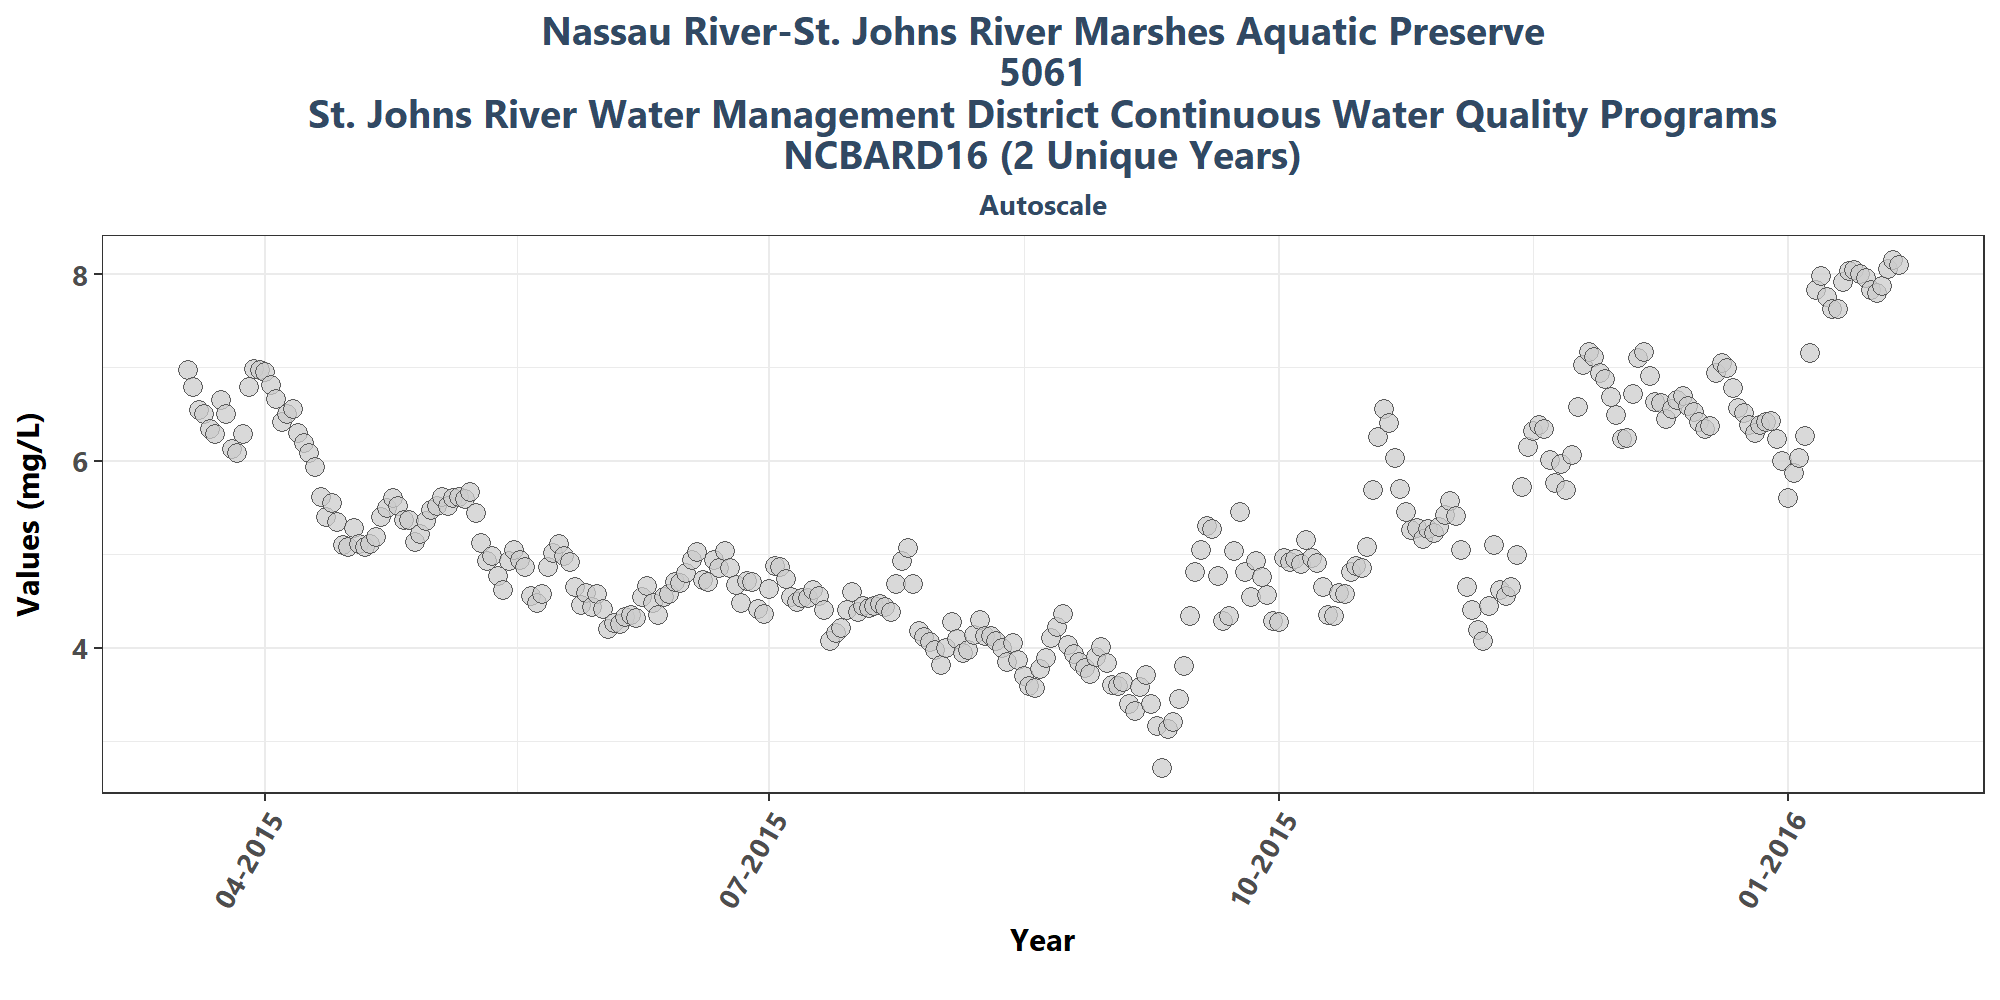 Nassau River-St. Johns River Marshes Aquatic Preserve
5061
St. Johns River Water Management District Continuous Water Quality Programs
NCBARD16 (2 Unique Years)
Autoscale
Values (mg/L)
8
6
4
04-2015
07-2015
10-2015
01-2016
Year